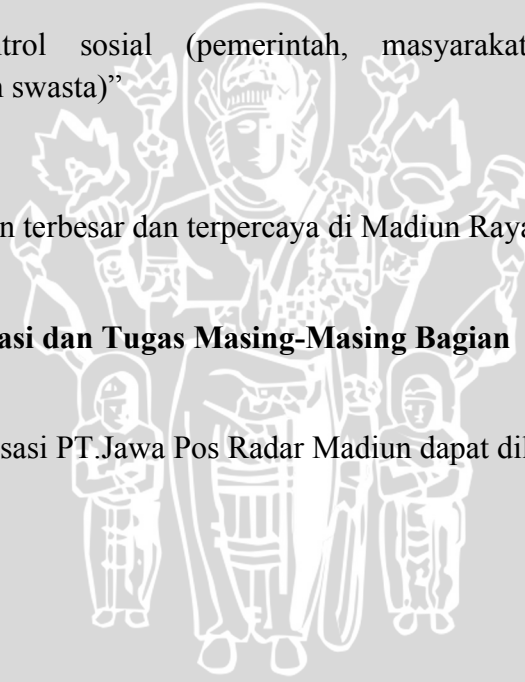 trol sosial (pemerintah, masyarakat
n swasta)”
n terbesar dan terpercaya di Madiun Raya
asi dan Tugas Masing-Masing Bagian
sasi PT.Jawa Pos Radar Madiun dapat dil